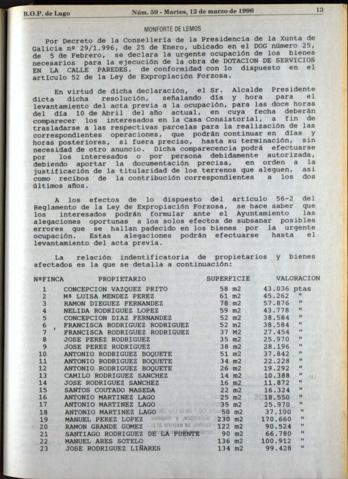 B.O.P. de Lugo Núm. 59 - Martes, 12 de marzo de 1996 13
MONFORTE DE LEMOS
Por Decreto de la Conselleria de la Presidencia de la Xunta de
Galicia nº 29/1.996, de 25 de Enero, ubicado en el DOG número 25,
de 5 de Febrero, se declara la urgente ocupación de los bienes
necesarios para la ejecución de la obra de DOTACION DE SERVICIOS
EN LA CALLE PAREDES, de conformidad con lo dispuesto en el
artículo 52 de la Ley de Expropiación Forzosa.
En virtud de dicha declaración, el Sr. Alcalde Presidente
dicta dicha resolución, señalando día y hora para el
levantamiento del acta previa a la ocupación, para las doce horas
del día 10 de Abril del año actual, en cuya fecha deberán
comparecer los interesados en la Casa Consistorial, a fin de
trasladarse a las respectivas parcelas para la realización de las
correspondientes operaciones, que podrán continuar en días y
horas posteriores, si fuera preciso, hasta su terminación, sin
necesidad de otro anuncio. Dicha comparecencia podrá efectuarse
por los interesados o por persona debidamente autorizada,
debiendo aportar la documentación precisa, en orden a la
justificación de la titularidad de los terrenos que aleguen, así
como recibos de la contribución correspondientes a los dos
últimos años.
A los efectos de lo dispuesto del artículo 56-2 del
Reglamento de la Ley de Expropiación Forzosa, se hace saber que
los interesados podrán formular ante el Ayuntamiento las
alegaciones oportunas a los solos efectos de subsanar posibles
errores que se hallan padecido en los bienes por la urgente
ocupación. Estas alegaciones podrán efectuarse hasta el
levantamiento del acta previa.
La relación indentificatoria de propietarios y bienes
afectados es la que se detalla a continuación:
NºFINCA PROPIETARIO SUPERFICIE VALORACION
1 CONCEPCION VAZQUEZ PRITO 58 m2 43.036 ptas
2 Mª LUISA MENDEZ PEREZ 61 m2 45.262 "
3 RAMON DIEGUEZ FERNANDEZ 78 m2 57.876 "
4 NELIDA RODRIGUEZ LOPEZ 59 m2 43.778 "
5 CONCEPCION DIAZ FERNANDEZ 52 m2 38.584 "
6 FRANCISCA RODRIGUEZ RODRIGUEZ 52 m2 38.584 "
7 FRANCISCA RODRIGUEZ RODRIGUEZ 37 M2 27.454 "
8 JOSE PEREZ RODRIGUEZ 35 m2 25.970 "
9 JOSE PEREZ RODRIGUEZ 38 m2 28.196 "
10 ANTONIO RODRIGUEZ BOQUETE 51 m2 37.842 "
11 ANTONIO RODRIGUEZ BOQUETE 34 m2 22.228 "
12 ANTONIO RODRIGUEZ BOQUETE 26 m2 19.292 "
13 CAMILO RODRIGUEZ SANCHEZ 14 m2 10.388 "
14 JOSE RODRIGUEZ SANCHEZ 16 m2 11.872 "
15 SANTOS COUTADO MASEDA 22 m2 16.324 "
16 ANTONIO MARTINEZ LAGO 25 m2 18.550 "
17 ANTONIO MARTINEZ LAGO 35 m2 25.970 "
18 ANTONIO MARTINEZ LAGO 50 m2 37.100 "
19 MANUEL PEREZ LOPEZ 230 m2 170.660 "
20 RAMON GRANDE GOMEZ 122 m2 90.524 "
21 SANTIAGO RODRIGUEZ DE LA FUENTE 90 m2 66.780 "
22 MANUEL ARES SOTELO 136 m2 100.912 "
23 JOSE RODRIGUEZ LIÑARES 134 m2 99.428 "